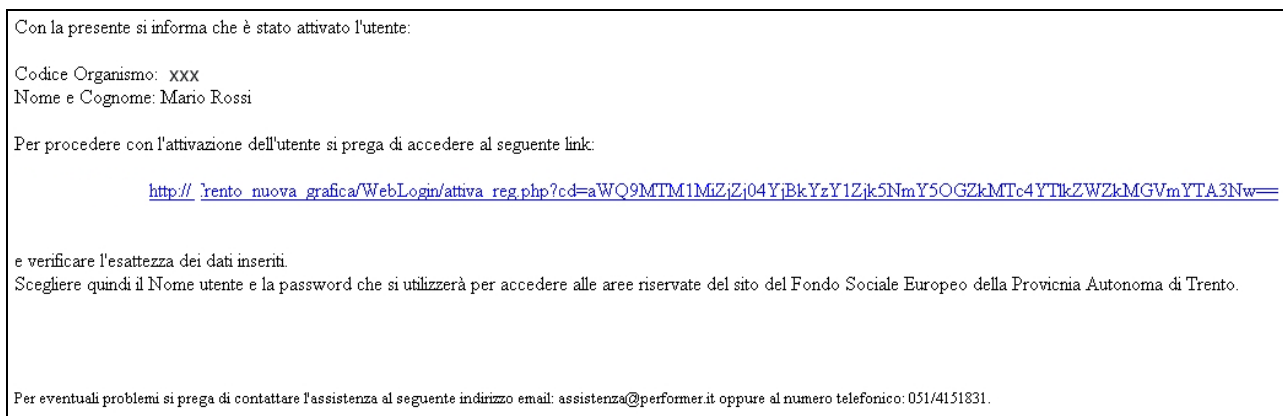 Con la presente si informa che è stato attivato l'utente:
Codice Organismo: xxx
Nome e Cognome: Mario Rossi
Per procedere con l'attivazione dell'utente si prega di accedere al seguente link:
http:// rento_nuova_grafica/WebLogin/attiva_reg.php?cd=aWQ9MTM1MiZjZj04YjBkYzY1Zjk5NmY5OGZkMTc4YTlkZWZkMGVmYTA3Nw==
e verificare l'esattezza dei dati inseriti.
Scegliere quindi il Nome utente e la password che si utilizzerà per accedere alle aree riservate del sito del Fondo Sociale Europeo della Provicnia Autonoma di Trento.
Per eventuali problemi si prega di contattare l'assistenza al seguente indirizzo email: assistenza@performer.it oppure al numero telefonico: 051/4151831.